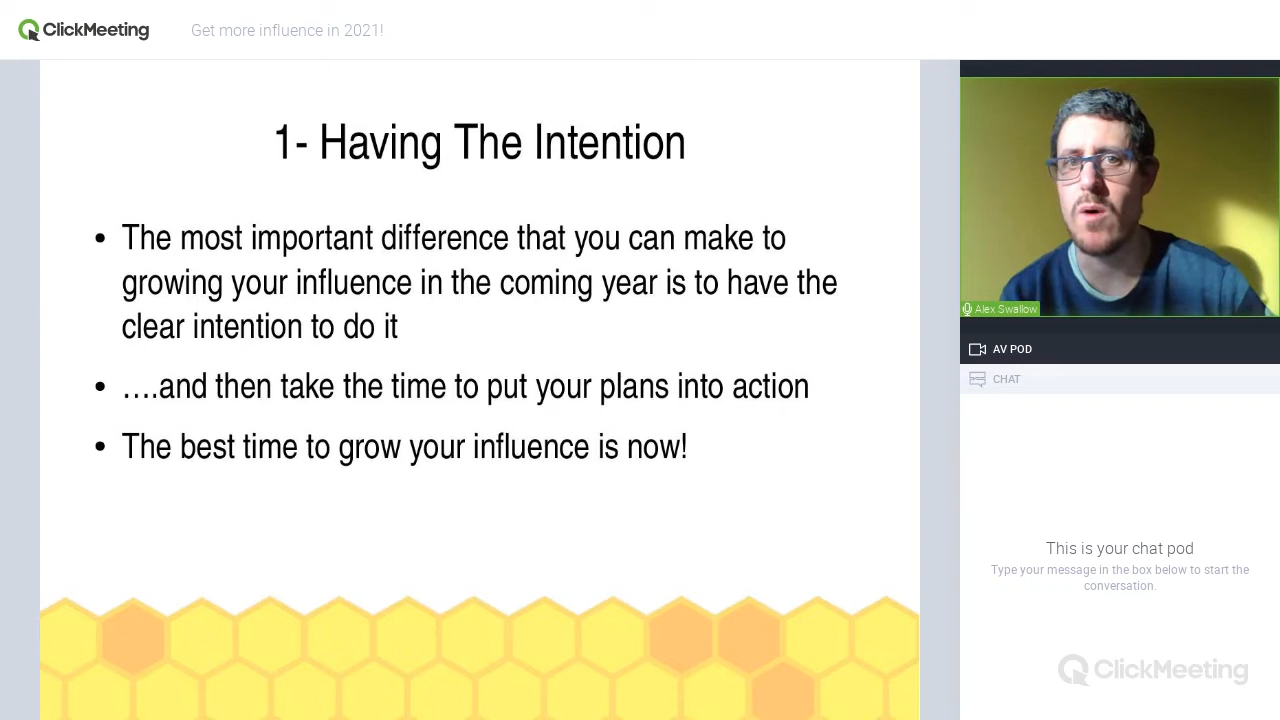 ClickMeeting
Get more influence in 2021!
1- Having The Intention
• The most important difference that you can make to
growing your influence in the coming year is to have the
clear intention to do it
• ….and then take the time to put your plans into action
• The best time to grow your influence is now!
Alex Swallow
AV POD
CHAT
This is your chat pod
Type your message in the box below to start the
conversation.
ClickMeeting